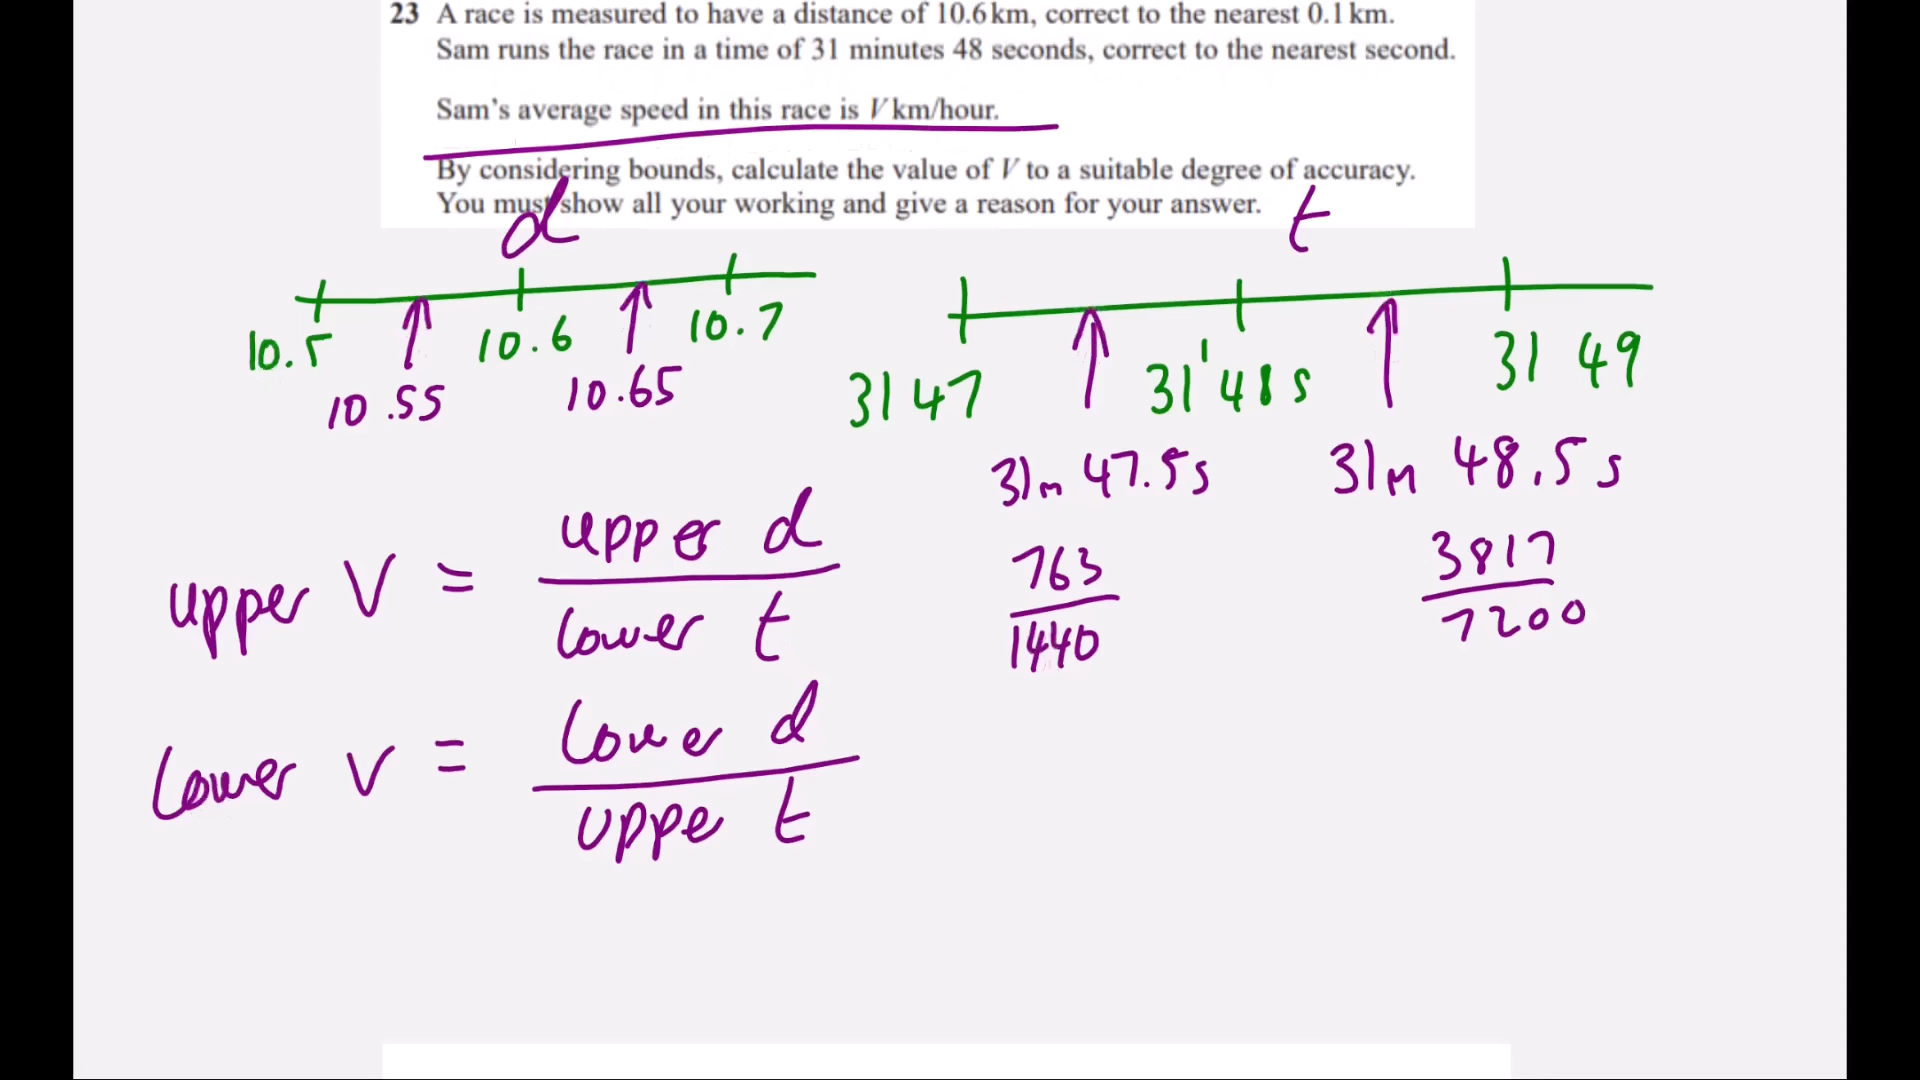 23 A race is measured to have a distance of 10.6 km, correct to the nearest 0.1 km.
Sam runs the race in a time of 31 minutes 48 seconds, correct to the nearest second.
Sam's average speed in this race is V km/hour.
By considering bounds, calculate the value of V to a suitable degree of accuracy.
You must show all your working and give a reason for your answer.
d
t
10.5 10.6 10.7
10.55 10.65
31 47 31'48s 31 49
31m 47.5s 31m 48.5s
763
1440
3817
7200
upper V = upper d
lower t
Lower V = Lower d
uppe t